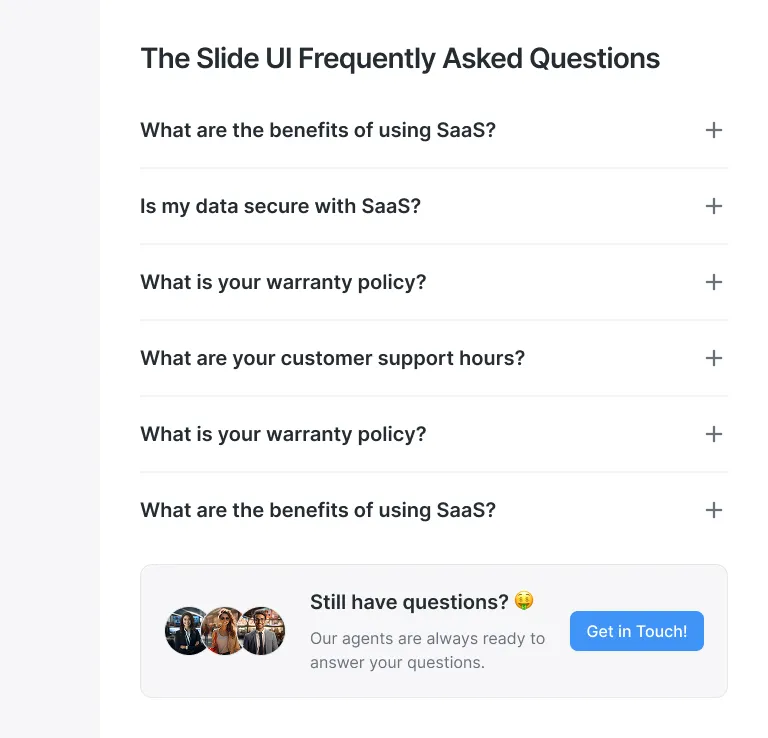 The Slide UI Frequently Asked Questions
What are the benefits of using SaaS?
Is my data secure with SaaS?
What is your warranty policy?
What are your customer support hours?
What is your warranty policy?
What are the benefits of using SaaS?
Still have questions? 🤑
Our agents are always ready to
answer your questions.
Get in Touch!